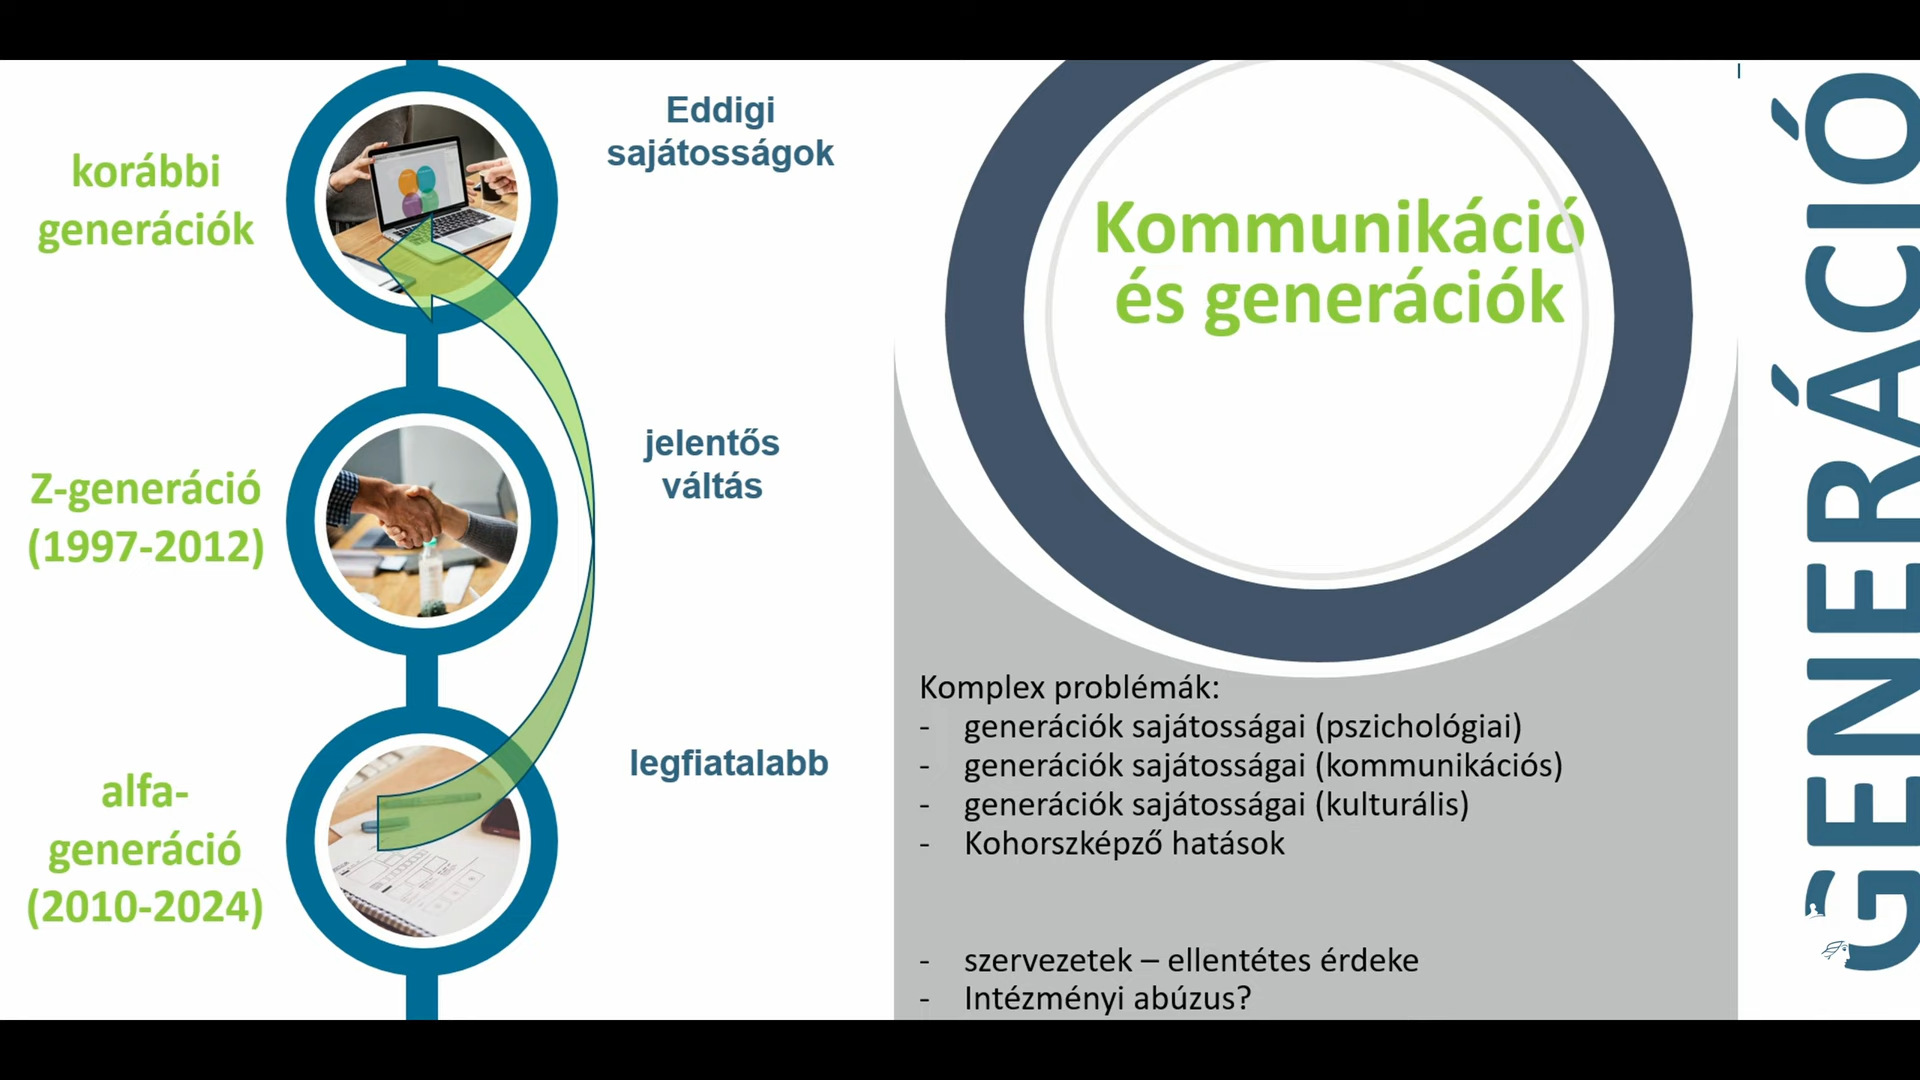 korábbi
generációk
Eddigi
sajátosságok
Z-generáció
(1997-2012)
jelentős
váltás
alfa-
generáció
(2010-2024)
legfiatalabb
Kommunikáció
és generációk
Komplex problémák:
- generációk sajátosságai (pszichológiai)
- generációk sajátosságai (kommunikációs)
- generációk sajátosságai (kulturális)
- Kohorszképző hatások
- szervezetek – ellentétes érdeke
- Intézményi abúzus?
GENERÁCIÓ